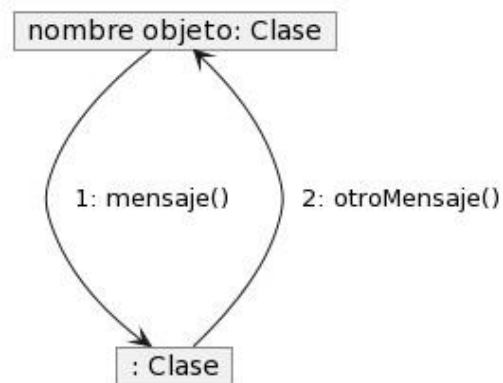 nombre objeto: Clase
1: mensaje()
2: otroMensaje()
: Clase